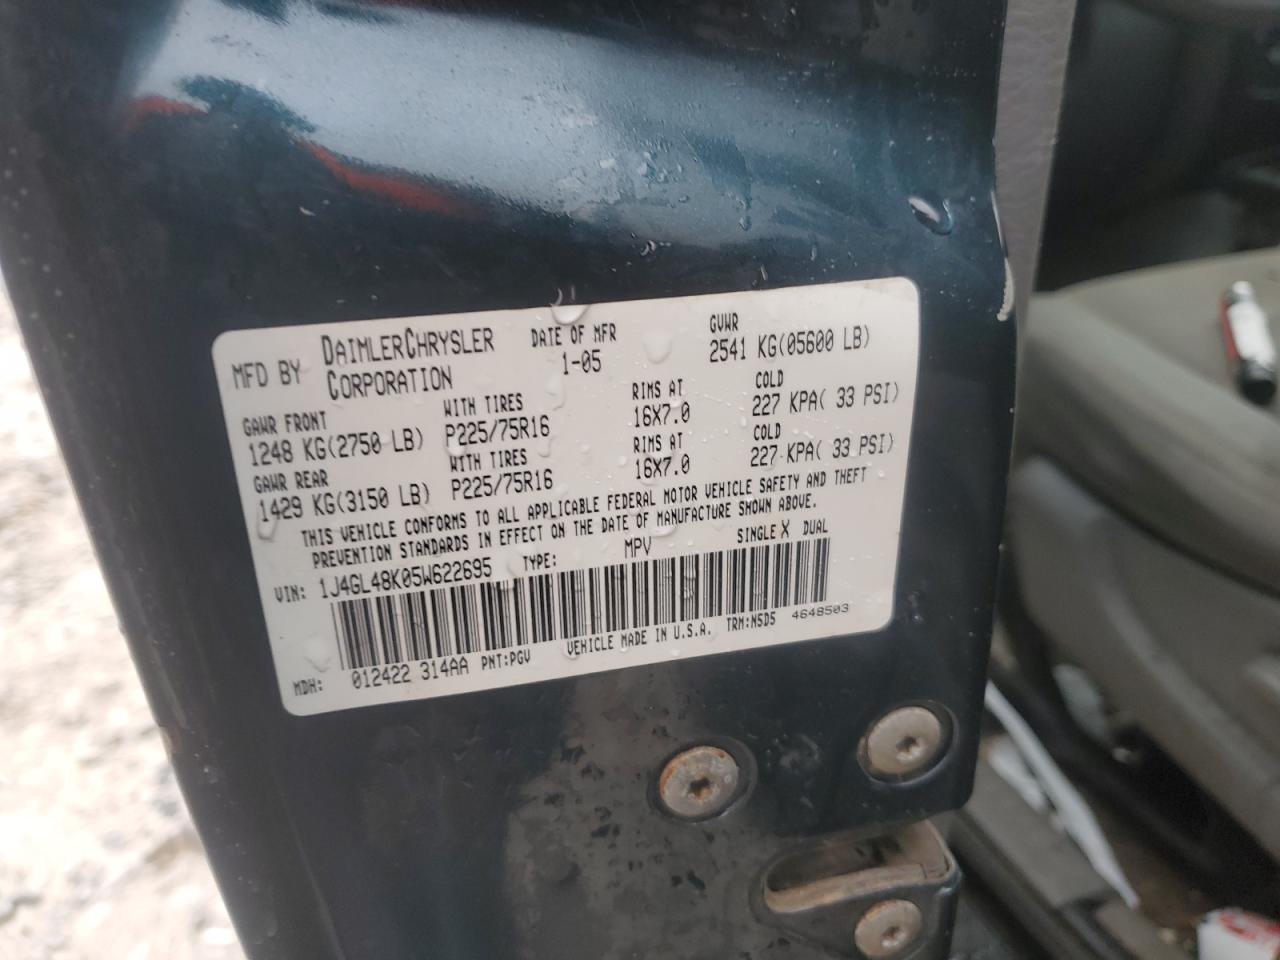 MFD BY DAIMLERCHRYSLER CORPORATION
DATE OF MFR 1-05
GVWR 2541 KG(05600 LB)
GAWR FRONT WITH TIRES RIMS AT COLD
1248 KG(2750 LB) P225/75R16 16X7.0 227 KPA( 33 PSI)
GAWR REAR WITH TIRES RIMS AT COLD
1429 KG(3150 LB) P225/75R16 16X7.0 227 KPA( 33 PSI)
THIS VEHICLE CONFORMS TO ALL APPLICABLE FEDERAL MOTOR VEHICLE SAFETY AND THEFT
PREVENTION STANDARDS IN EFFECT ON THE DATE OF MANUFACTURE SHOWN ABOVE.
VIN: 1J4GL48K05W622695 TYPE: MPV SINGLE X DUAL
MDH: 012422 314AA PNT:PGV VEHICLE MADE IN U.S.A. TRM:N5D5 4648503